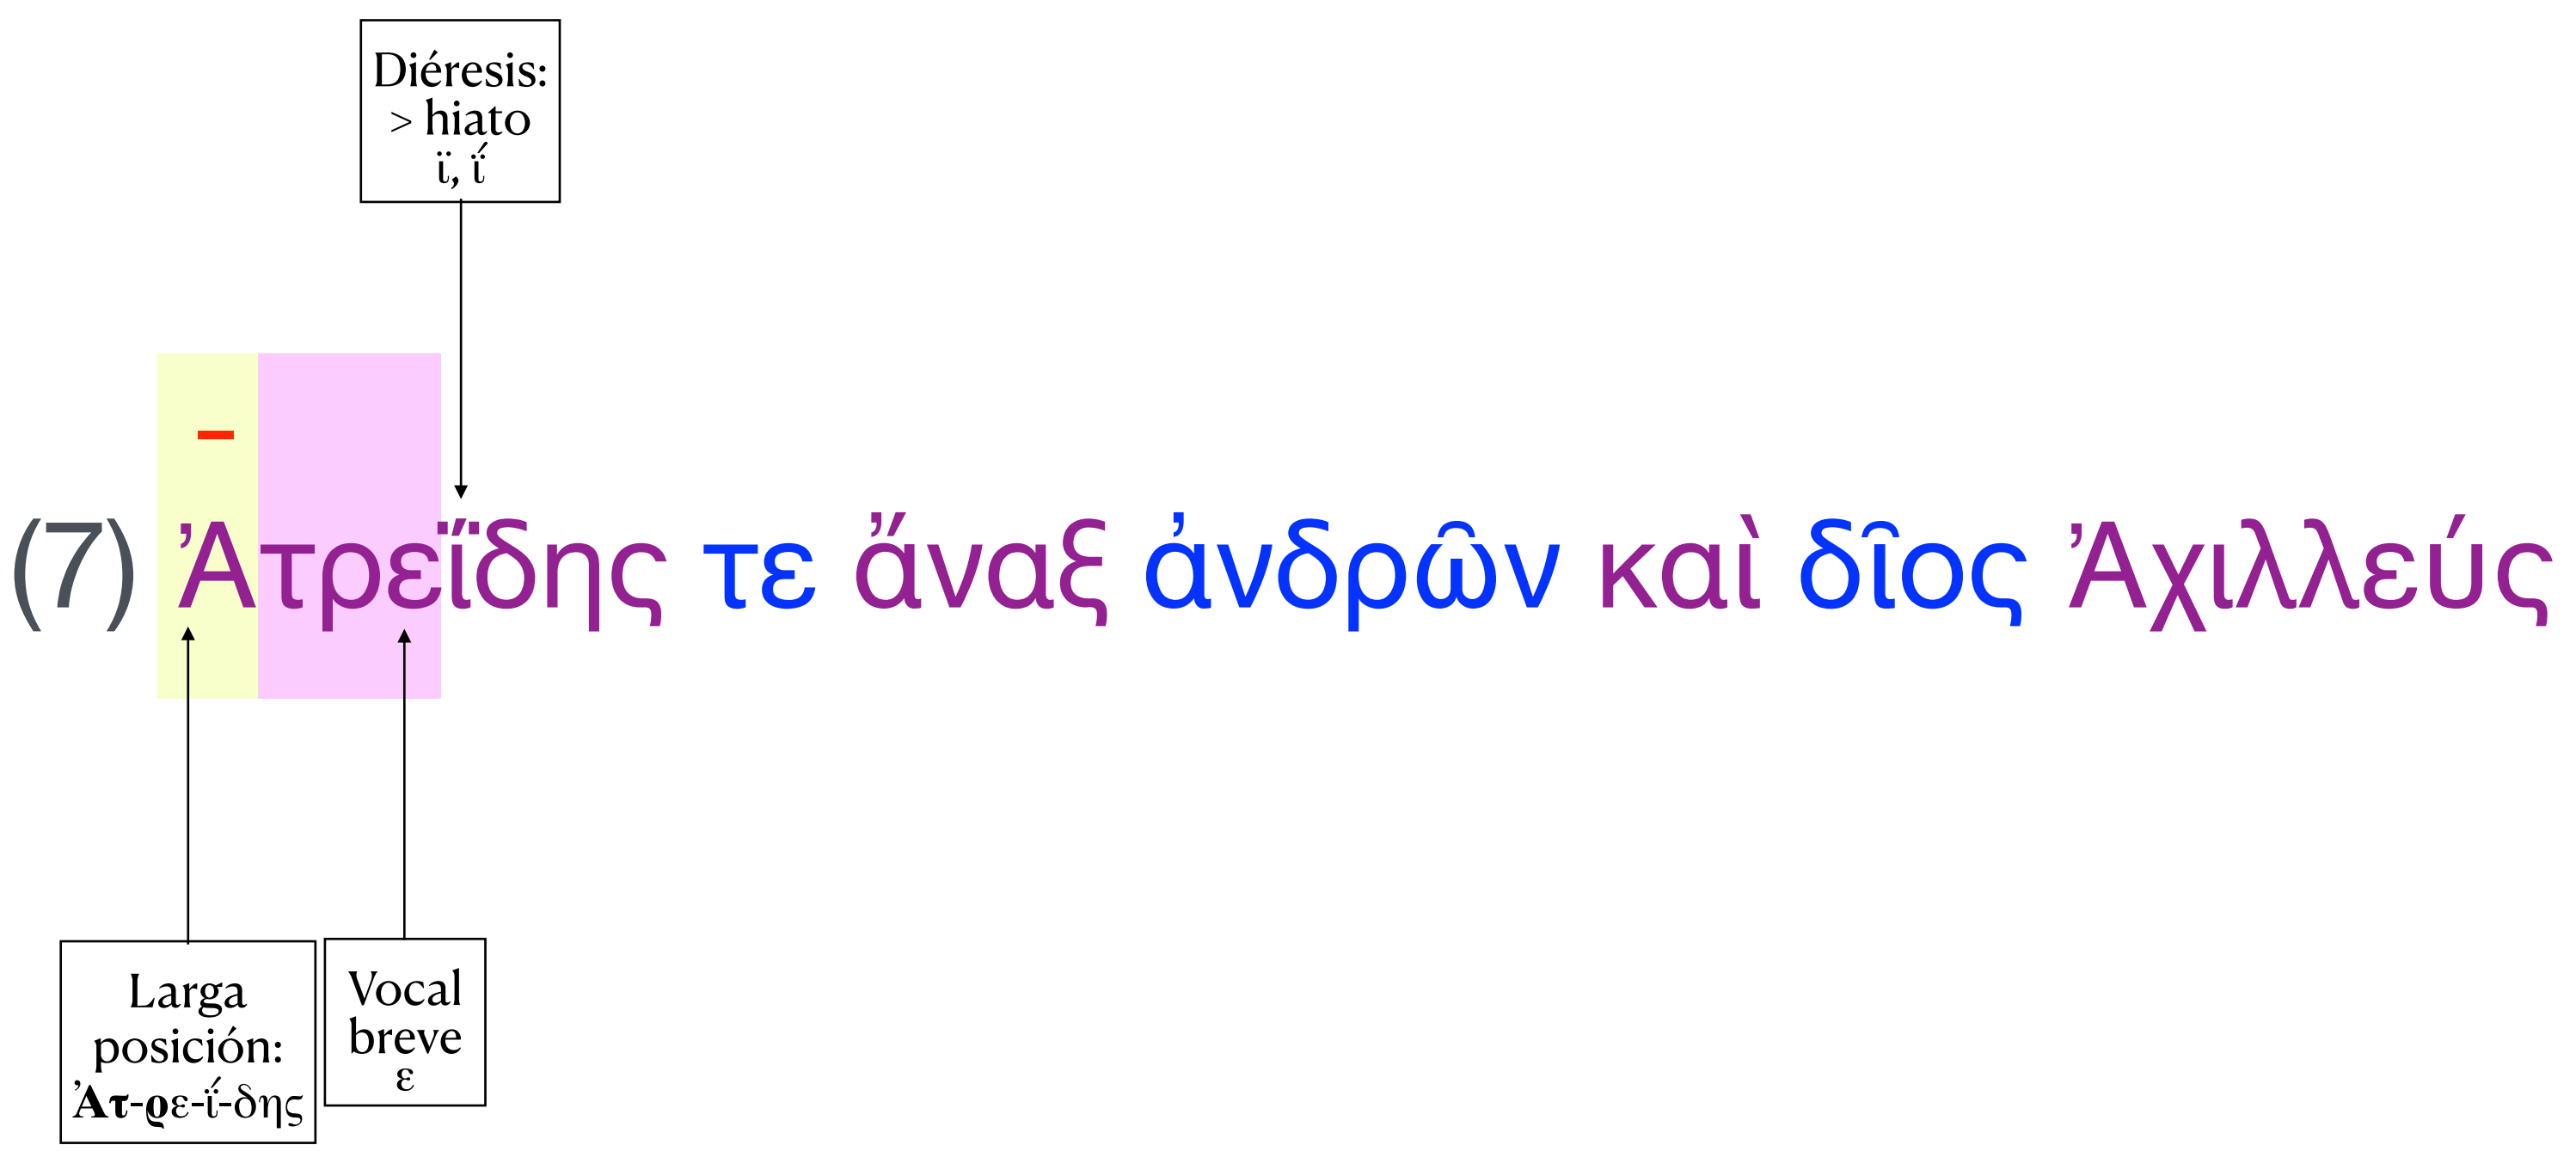 Diéresis:
> hiato
ϊ, ΐ
(7) Ἀτρεΐδης τε ἄναξ ἀνδρῶν καὶ δῖος Ἀχιλλεύς
Larga
posición:
Ἀτ-ρε-ΐ-δης
Vocal
breve
ε